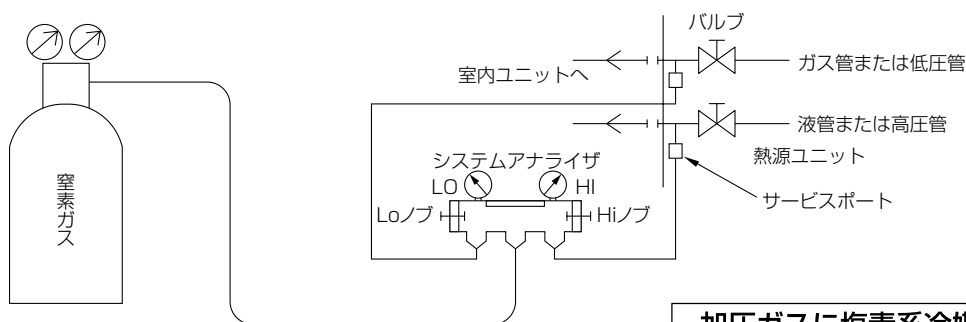 バルブ
ガス管または低圧管
室内ユニットへ
液管または高圧管
熱源ユニット
サービスポート
システムアナライザ
LO
HI
Loノブ
Hiノブ
窒素ガス